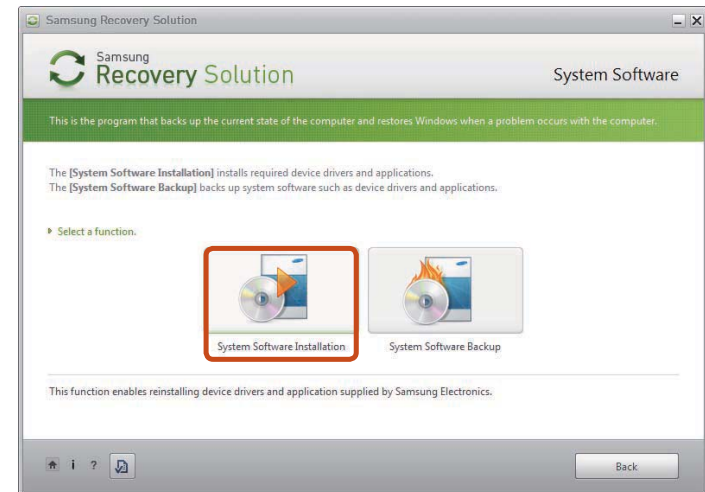 Samsung Recovery Solution
Samsung
Recovery Solution
System Software
This is the program that backs up the current state of the computer and restores Windows when a problem occurs with the computer.
The [System Software Installation] installs required device drivers and applications.
The [System Software Backup] backs up system software such as device drivers and applications.
Select a function.
System Software Installation
System Software Backup
This function enables reinstalling device drivers and application supplied by Samsung Electronics.
i ?
Back